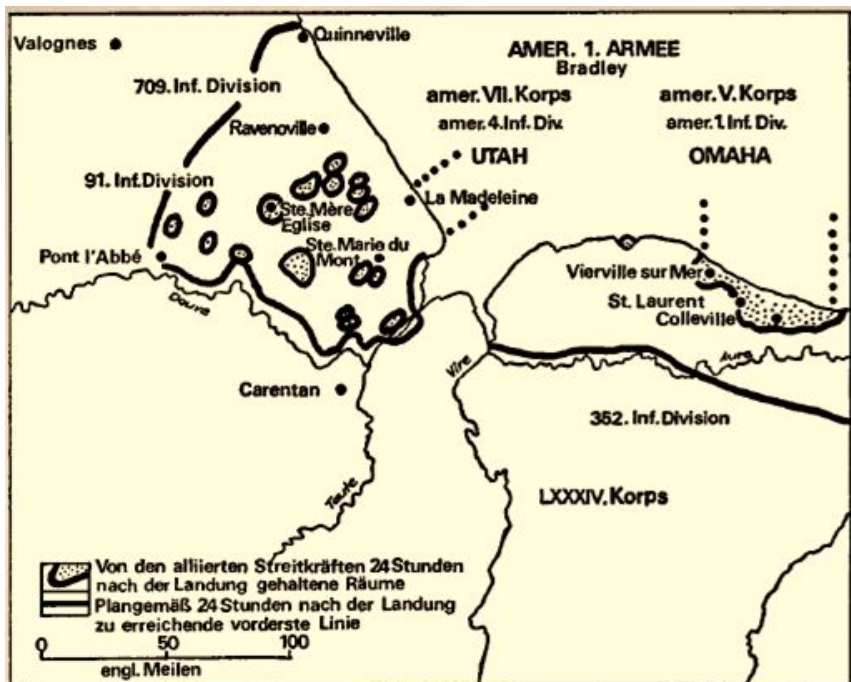 Valognes
Quinneville
AMER. 1. ARMEE
Bradley
709. Inf. Division
amer. VII. Korps
amer. V. Korps
amer. 4. Inf. Div.
amer. 1. Inf. Div.
Ravenoville
UTAH
OMAHA
91. Inf. Division
La Madeleine
Ste. Mère
Eglise
Ste. Marie du
Mont
Pont l'Abbé
Vierville sur Mer
St. Laurent
Colleville
Douve
Vire
Aure
Carentan
352. Inf. Division
Taute
LXXXIV. Korps
Von den alliierten Streitkräften 24 Stunden
nach der Landung gehaltene Räume
Plangemäß 24 Stunden nach der Landung
zu erreichende vorderste Linie
0 50 100
engl. Meilen